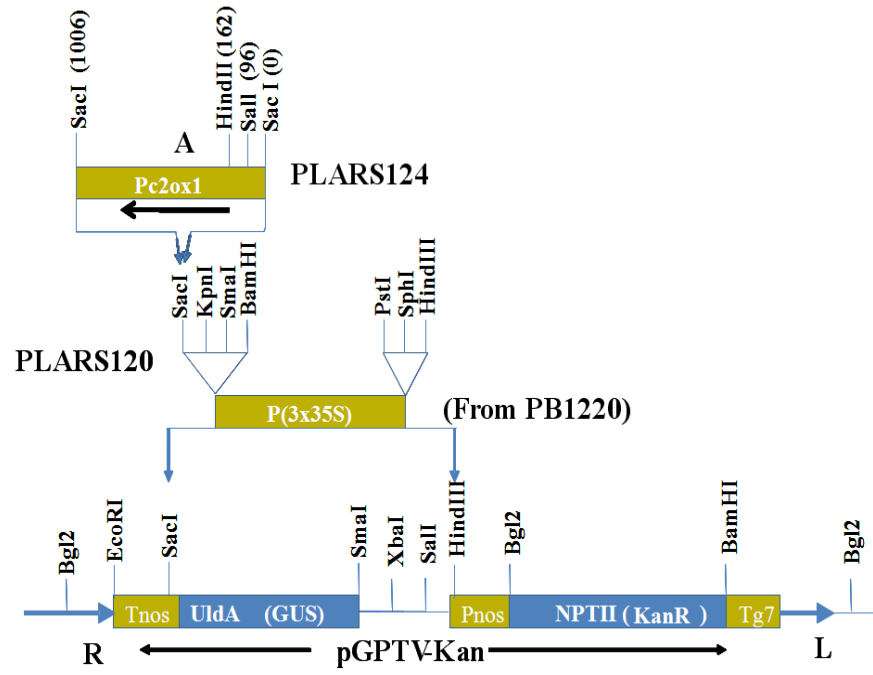 SacI (1006)
HindII (162)
SalI (96)
Sac I (0)
A
Pc2ox1
PLARS124
SacI
KpnI
SmaI
BamHI
PstI
SphI
HindIII
PLARS120
P(3x35S)
(From PB1220)
Bgl2
EcoRI
SacI
SmaI
XbaI
SalI
HindIII
Bgl2
BamHI
Bgl2
Tnos
UldA (GUS)
Pnos
NPTII (KanR)
Tg7
R
pGPTV-Kan
L